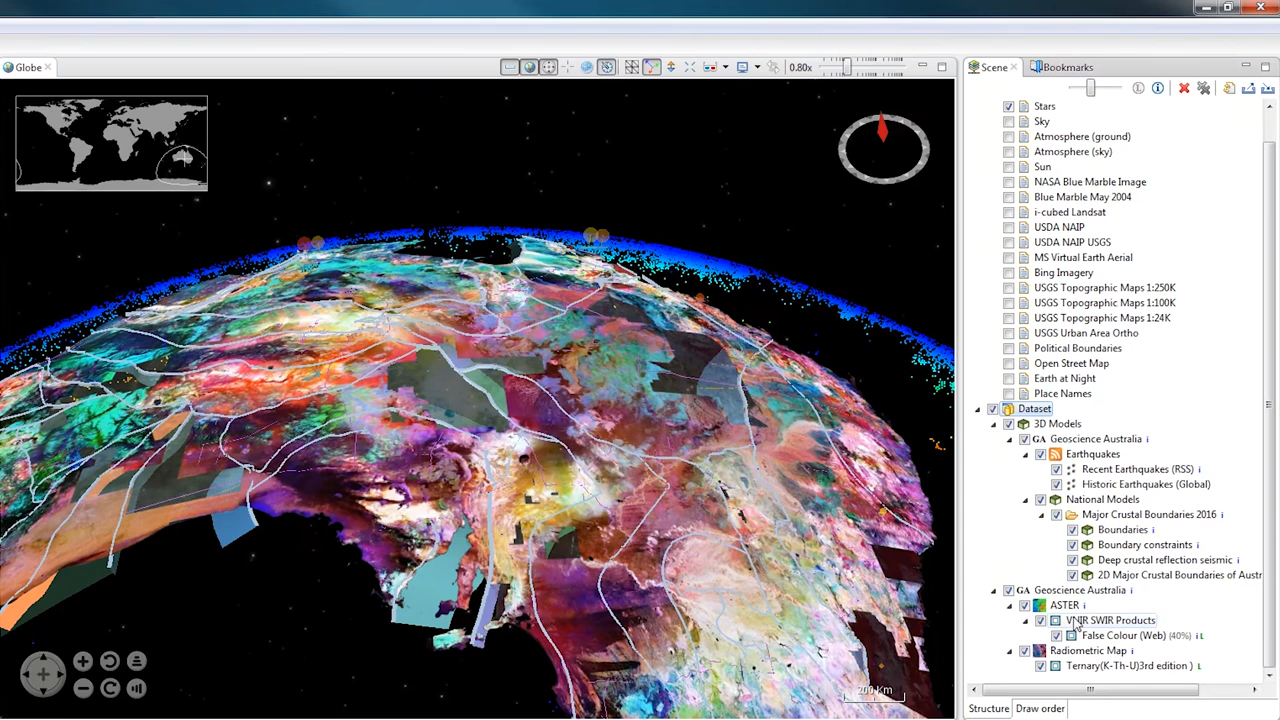 Globe
0.80x
Scene
Bookmarks
Stars
Sky
Atmosphere (ground)
Atmosphere (sky)
Sun
NASA Blue Marble Image
Blue Marble May 2004
i-cubed Landsat
USDA NAIP
USDA NAIP USGS
MS Virtual Earth Aerial
Bing Imagery
USGS Topographic Maps 1:250K
USGS Topographic Maps 1:100K
USGS Topographic Maps 1:24K
USGS Urban Area Ortho
Political Boundaries
Open Street Map
Earth at Night
Place Names
Dataset
3D Models
GA Geoscience Australia i
Earthquakes
Recent Earthquakes (RSS) i
Historic Earthquakes (Global)
National Models
Major Crustal Boundaries 2016 i
Boundaries i
Boundary constraints i
Deep crustal reflection seismic i
2D Major Crustal Boundaries of Austr
GA Geoscience Australia i
ASTER i
VNIR SWIR Products
False Colour (Web) (40%) i L
Radiometric Map i
Ternary(K-Th-U)3rd edition ) L
200 Km
Structure
Draw order